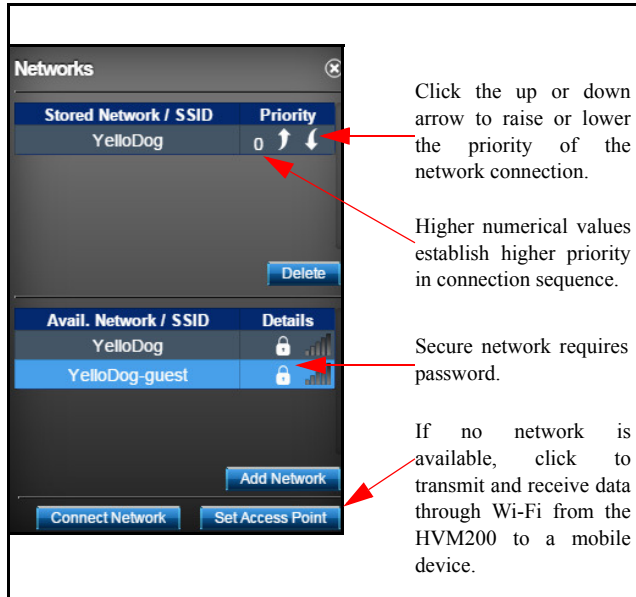 Networks
Stored Network / SSID Priority
YelloDog 0
Delete
Avail. Network / SSID Details
YelloDog
YelloDog-guest
Add Network
Connect Network Set Access Point
Click the up or down
arrow to raise or lower
the priority of the
network connection.
Higher numerical values
establish higher priority
in connection sequence.
Secure network requires
password.
If no network is
available, click to
transmit and receive data
through Wi-Fi from the
HVM200 to a mobile
device.